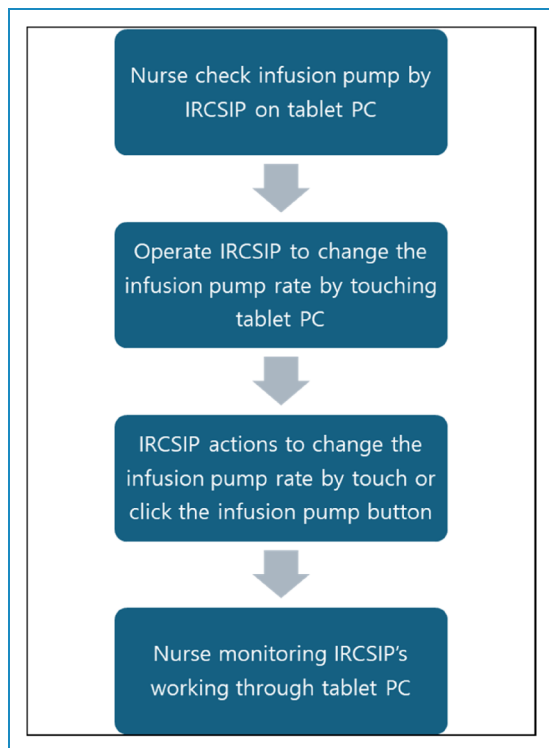 Nurse check infusion pump by
IRCSIP on tablet PC
Operate IRCSIP to change the
infusion pump rate by touching
tablet PC
IRCSIP actions to change the
infusion pump rate by touch or
click the infusion pump button
Nurse monitoring IRCSIP's
working through tablet PC